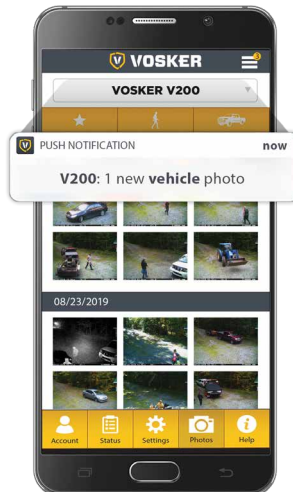 VOSKER
3
VOSKER V200
PUSH NOTIFICATION now
V200: 1 new vehicle photo
08/23/2019
Account Status Settings Photos Help